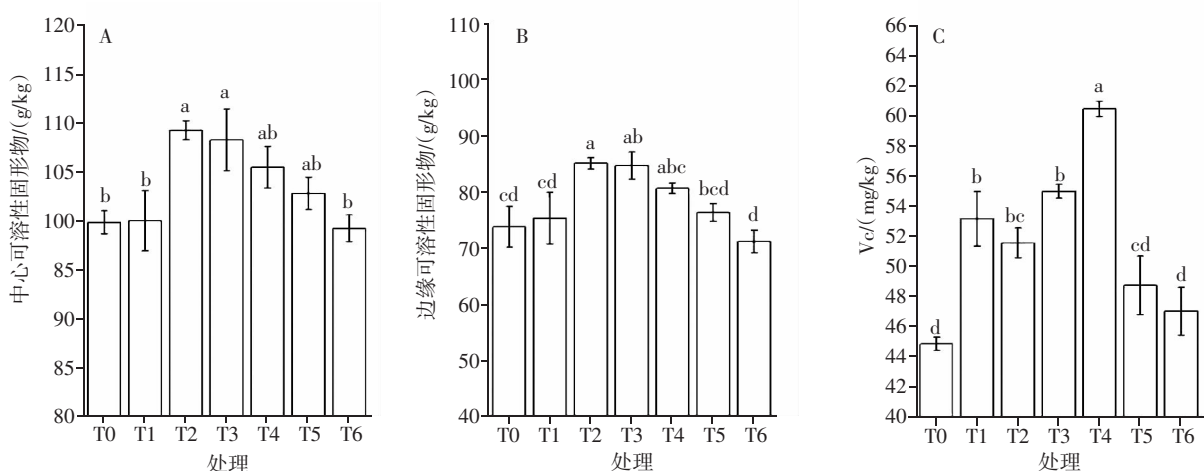 A
中心可溶性固形物/(g/kg)
120
115
110
105
100
85
90
85
80
b
b
a
a
ab
ab
b
T0 T1 T2 T3 T4 T5 T6
处理
B
边缘可溶性固形物/(g/kg)
110
100
90
80
70
60
50
40
cd
cd
a
ab
abc
bcd
d
T0 T1 T2 T3 T4 T5 T6
处理
C
Vc/(mg/kg)
66
64
62
60
58
56
54
52
50
48
46
44
42
40
d
b
bc
b
a
cd
d
T0 T1 T2 T3 T4 T5 T6
处理